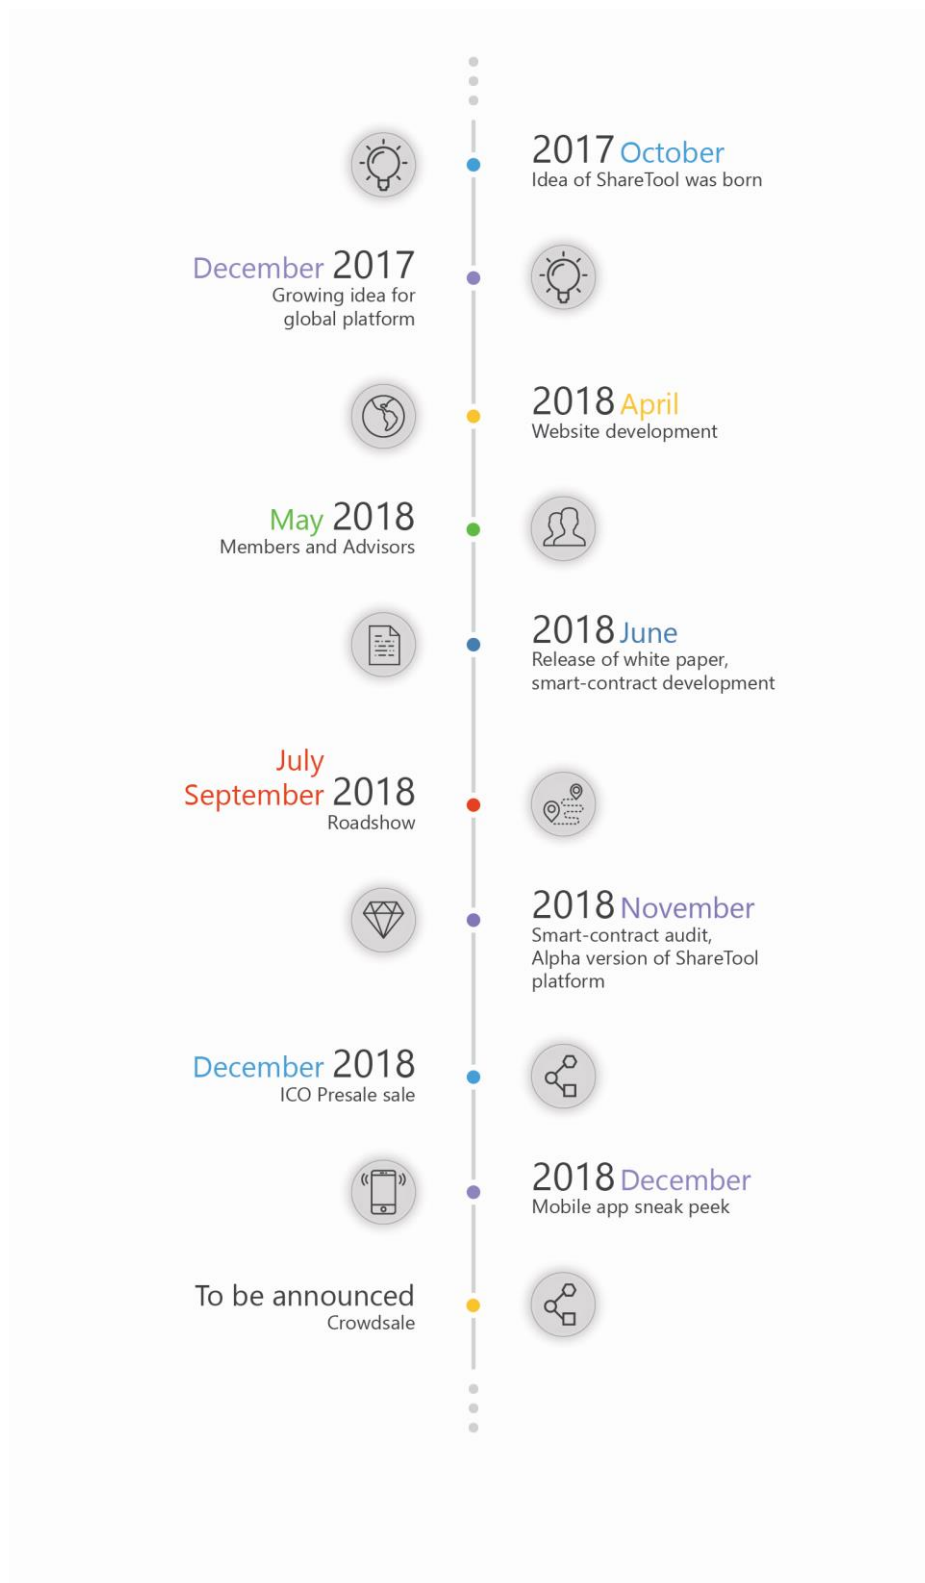 2017 October
Idea of ShareTool was born
December 2017
Growing idea for
global platform
2018 April
Website development
May 2018
Members and Advisors
2018 June
Release of white paper,
smart-contract development
July
September 2018
Roadshow
2018 November
Smart-contract audit,
Alpha version of ShareTool
platform
December 2018
ICO Presale sale
2018 December
Mobile app sneak peek
To be announced
Crowdsale